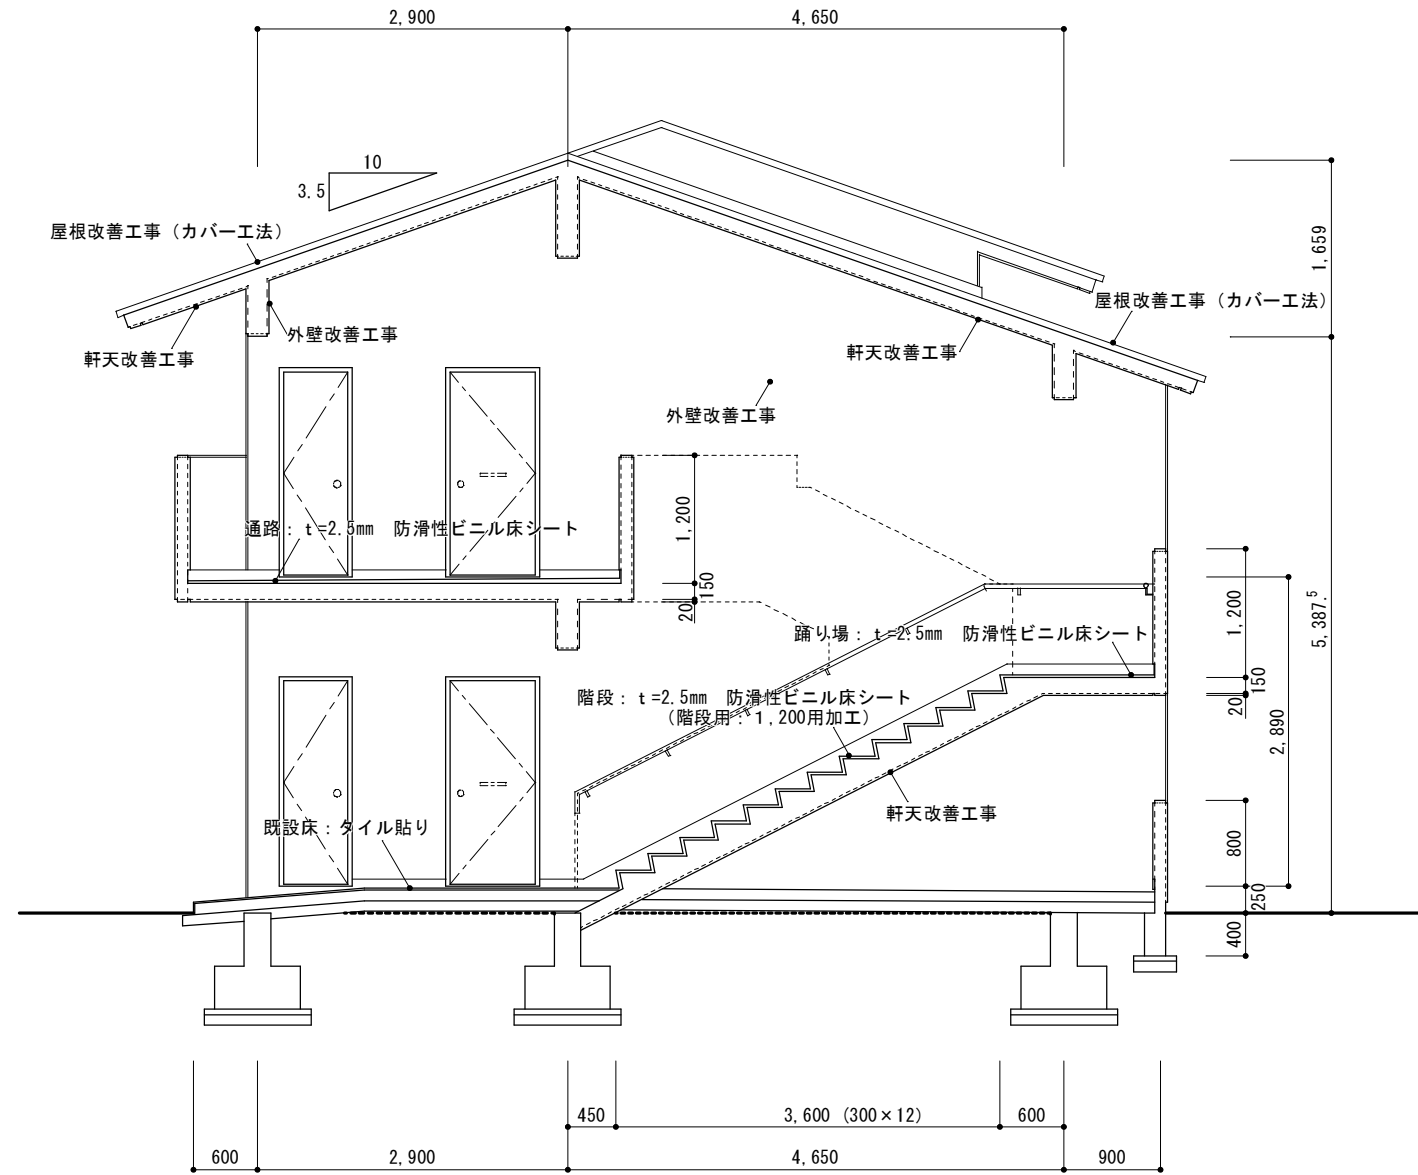 2,900
4,650
10
3.5
屋根改善工事（カバー工法）
1,659
屋根改善工事（カバー工法）
外壁改善工事
軒天改善工事
軒天改善工事
外壁改善工事
1,200
通路：t=2.5mm　防滑性ビニル床シート
150
20
1,200
5,387.5
踊り場：t=2.5mm　防滑性ビニル床シート
150
20
階段：t=2.5mm　防滑性ビニル床シート
（階段用：1,200用加工）
2,890
軒天改善工事
既設床：タイル貼り
800
250
400
450
3,600 (300×12)
600
600
2,900
4,650
900